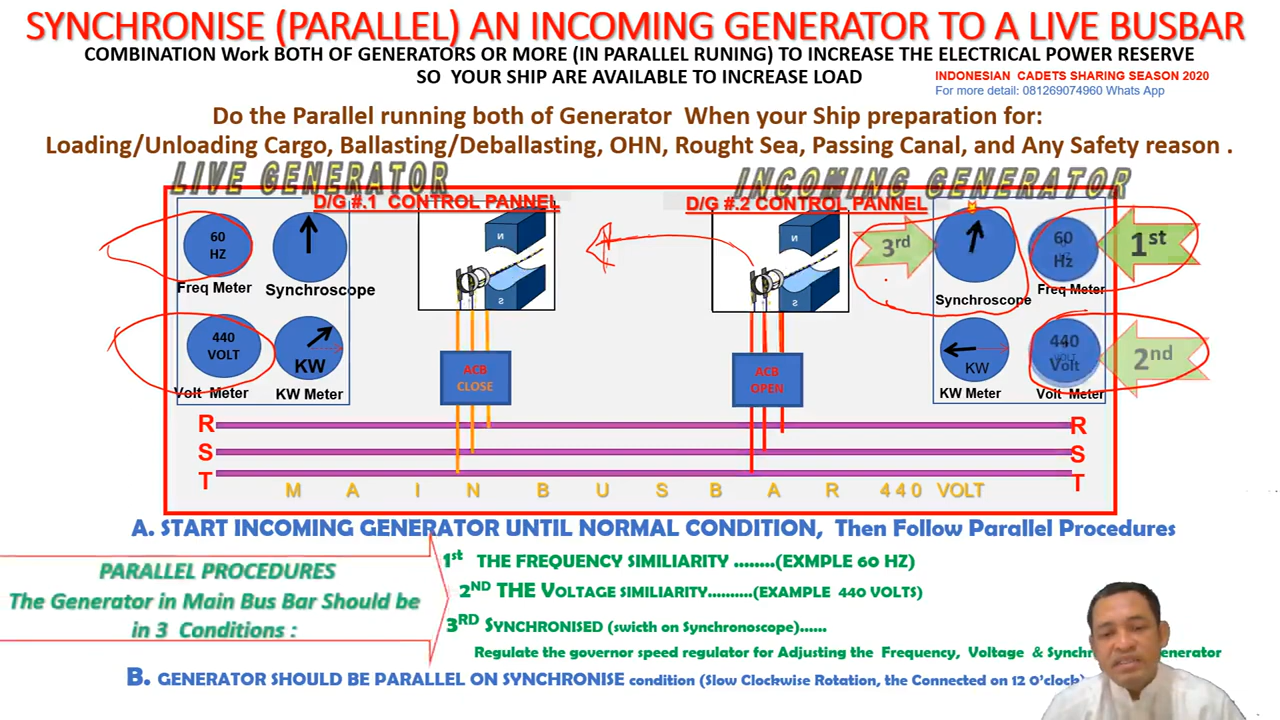 SYNCHRONISE (PARALLEL) AN INCOMING GENERATOR TO A LIVE BUSBAR
COMBINATION Work BOTH OF GENERATORS OR MORE (IN PARALLEL RUNING) TO INCREASE THE ELECTRICAL POWER RESERVE
SO YOUR SHIP ARE AVAILABLE TO INCREASE LOAD
INDONESIAN CADETS SHARING SEASON 2020
For more detail: 081269074960 Whats App
Do the Parallel running both of Generator When your Ship preparation for:
Loading/Unloading Cargo, Ballasting/Deballasting, OHN, Rought Sea, Passing Canal, and Any Safety reason .
LIVE GENERATOR
INCOMING GENERATOR
D/G #.1 CONTROL PANNEL
D/G #.2 CONTROL PANNEL
60
HZ
Freq Meter
Synchroscope
N
S
N
S
3rd
Synchroscope
60
Hz
Freq Meter
1st
440
VOLT
Volt Meter
KW
KW Meter
ACB
CLOSE
ACB
OPEN
KW
KW Meter
440
Volt
Volt Meter
2nd
R
S
T
R
S
T
M A I N B U S B A R 4 4 0 VOLT
A. START INCOMING GENERATOR UNTIL NORMAL CONDITION, Then Follow Parallel Procedures
PARALLEL PROCEDURES
The Generator in Main Bus Bar Should be
in 3 Conditions :
1st THE FREQUENCY SIMILIARITY ........(EXMPLE 60 HZ)
2ND THE VOLTAGE SIMILIARITY..........(EXAMPLE 440 VOLTS)
3RD SYNCHRONISED (swicth on Synchronoscope)......
Regulate the governor speed regulator for Adjusting the Frequency, Voltage & Synchr enerator
B. GENERATOR SHOULD BE PARALLEL ON SYNCHRONISE condition (Slow Clockwise Rotation, the Connected on 12 O'clock)